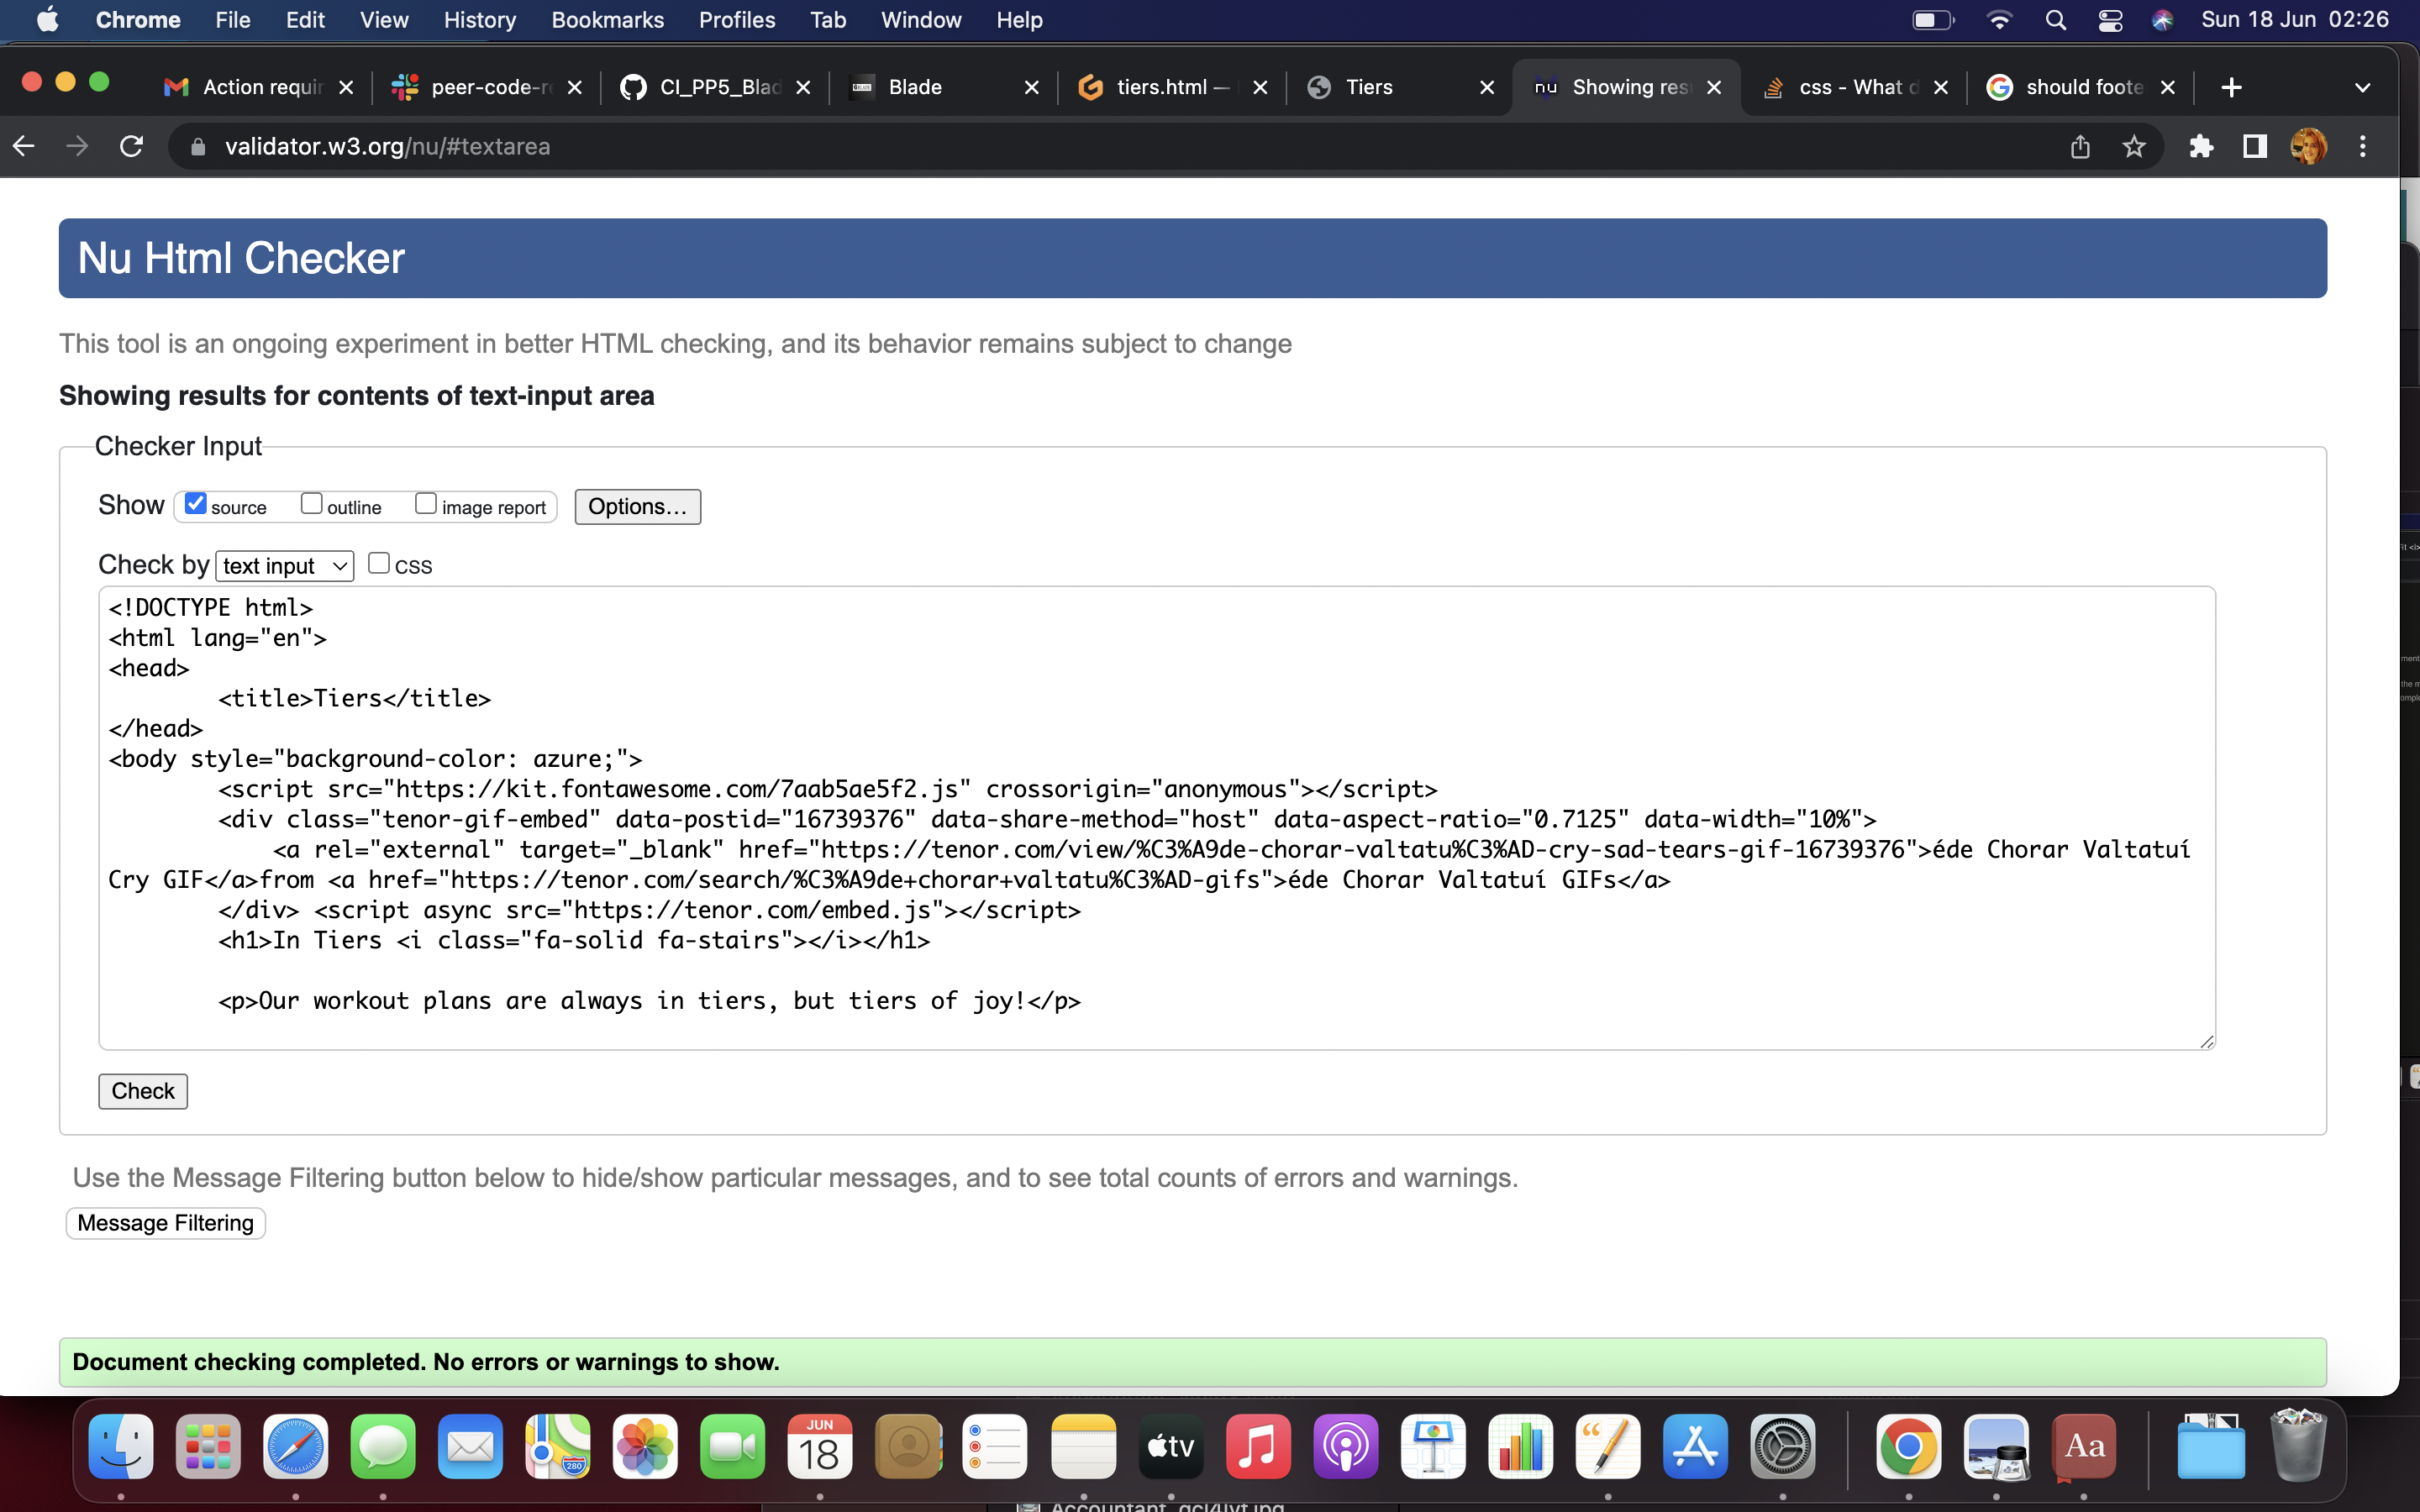 Chrome File Edit View History Bookmarks Profiles Tab Window Help Sun 18 Jun 02:26
Action requir peer-code-re CI_PP5_Blad Blade tiers.html — Tiers Showing res css - What d should foote
validator.w3.org/nu/#textarea
Nu Html Checker
This tool is an ongoing experiment in better HTML checking, and its behavior remains subject to change
Showing results for contents of text-input area
Checker Input
Show source outline image report Options...
Check by text input CSS
<!DOCTYPE html>
<html lang="en">
<head>
<title>Tiers</title>
</head>
<body style="background-color: azure;">
<script src="https://kit.fontawesome.com/7aab5ae5f2.js" crossorigin="anonymous"></script>
<div class="tenor-gif-embed" data-postid="16739376" data-share-method="host" data-aspect-ratio="0.7125" data-width="10%">
<a rel="external" target="_blank" href="https://tenor.com/view/%C3%A9de-chorar-valtatu%C3%AD-cry-sad-tears-gif-16739376">éde Chorar Valtatuí
Cry GIF</a>from <a href="https://tenor.com/search/%C3%A9de+chorar+valtatu%C3%AD-gifs">éde Chorar Valtatuí GIFs</a>
</div> <script async src="https://tenor.com/embed.js"></script>
<h1>In Tiers <i class="fa-solid fa-stairs"></i></h1>
<p>Our workout plans are always in tiers, but tiers of joy!</p>
Check
Use the Message Filtering button below to hide/show particular messages, and to see total counts of errors and warnings.
Message Filtering
Document checking completed. No errors or warnings to show.
JUN
18
280
tv
Aa